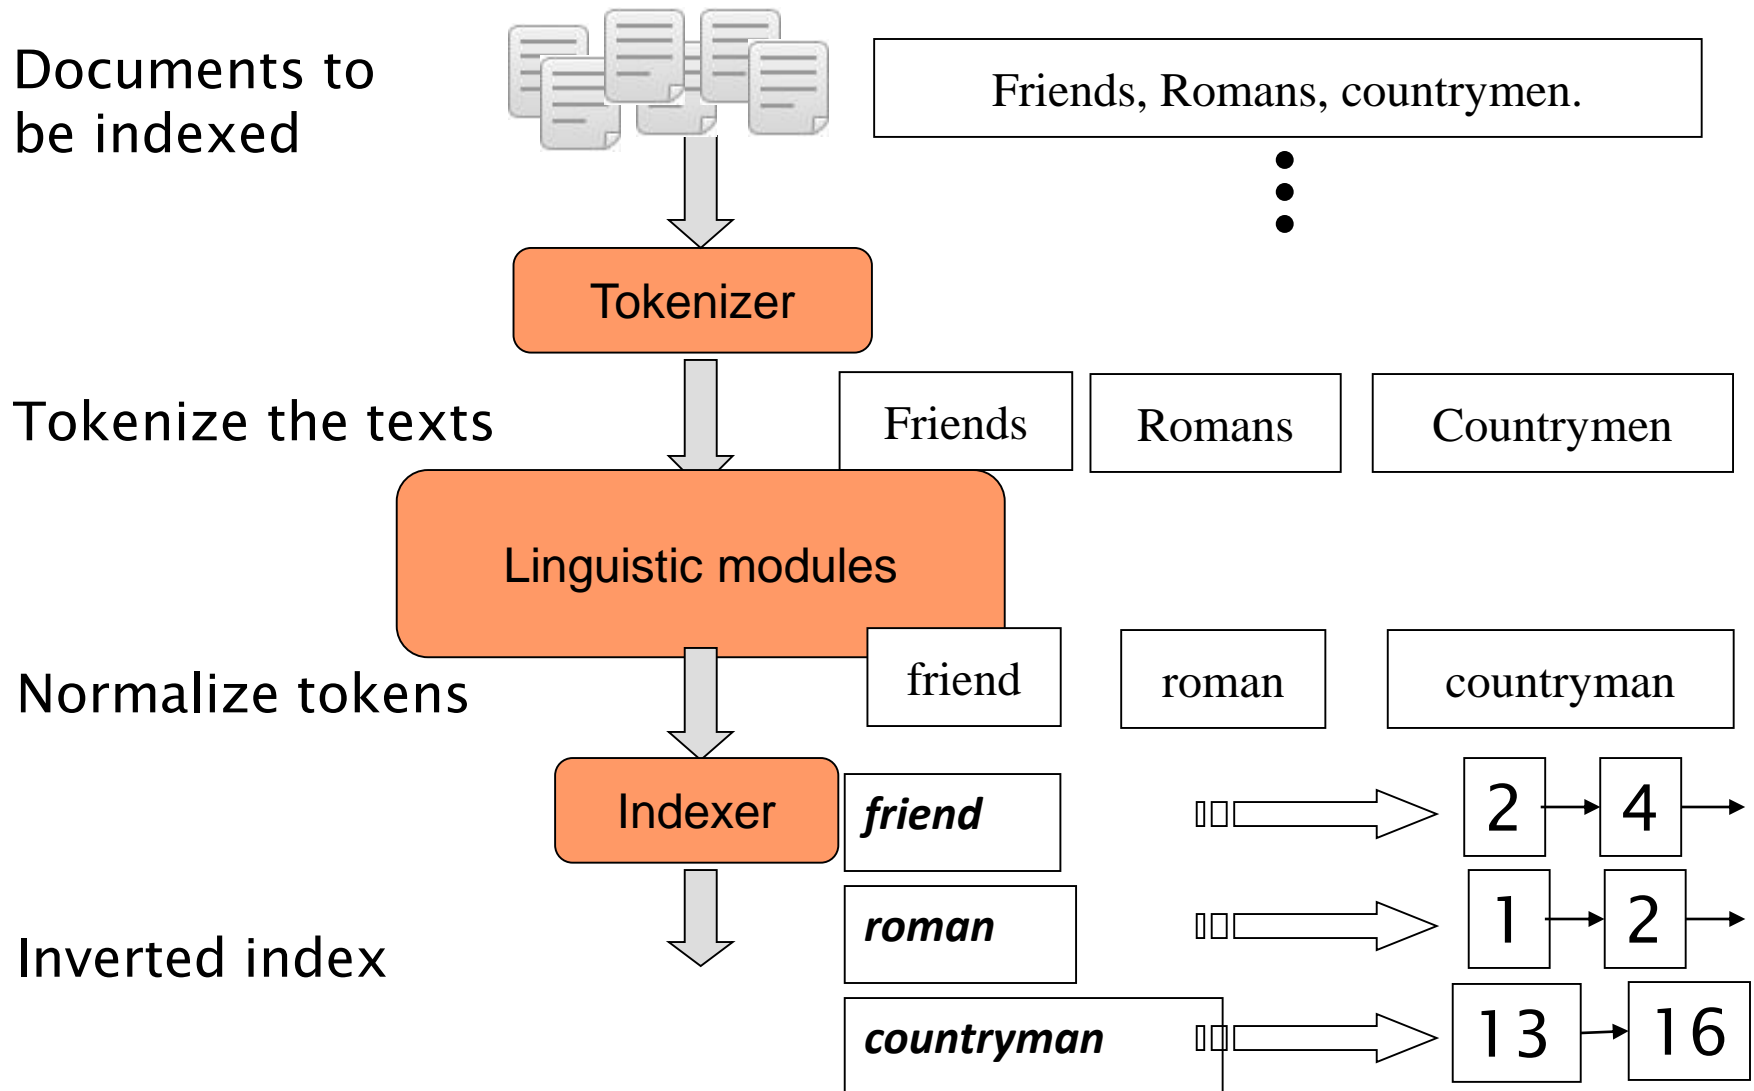 Documents to
be indexed
Friends, Romans, countrymen.
Tokenizer
Tokenize the texts
Friends
Romans
Countrymen
Linguistic modules
Normalize tokens
friend
roman
countryman
Indexer
friend
2
4
roman
1
2
Inverted index
countryman
13
16